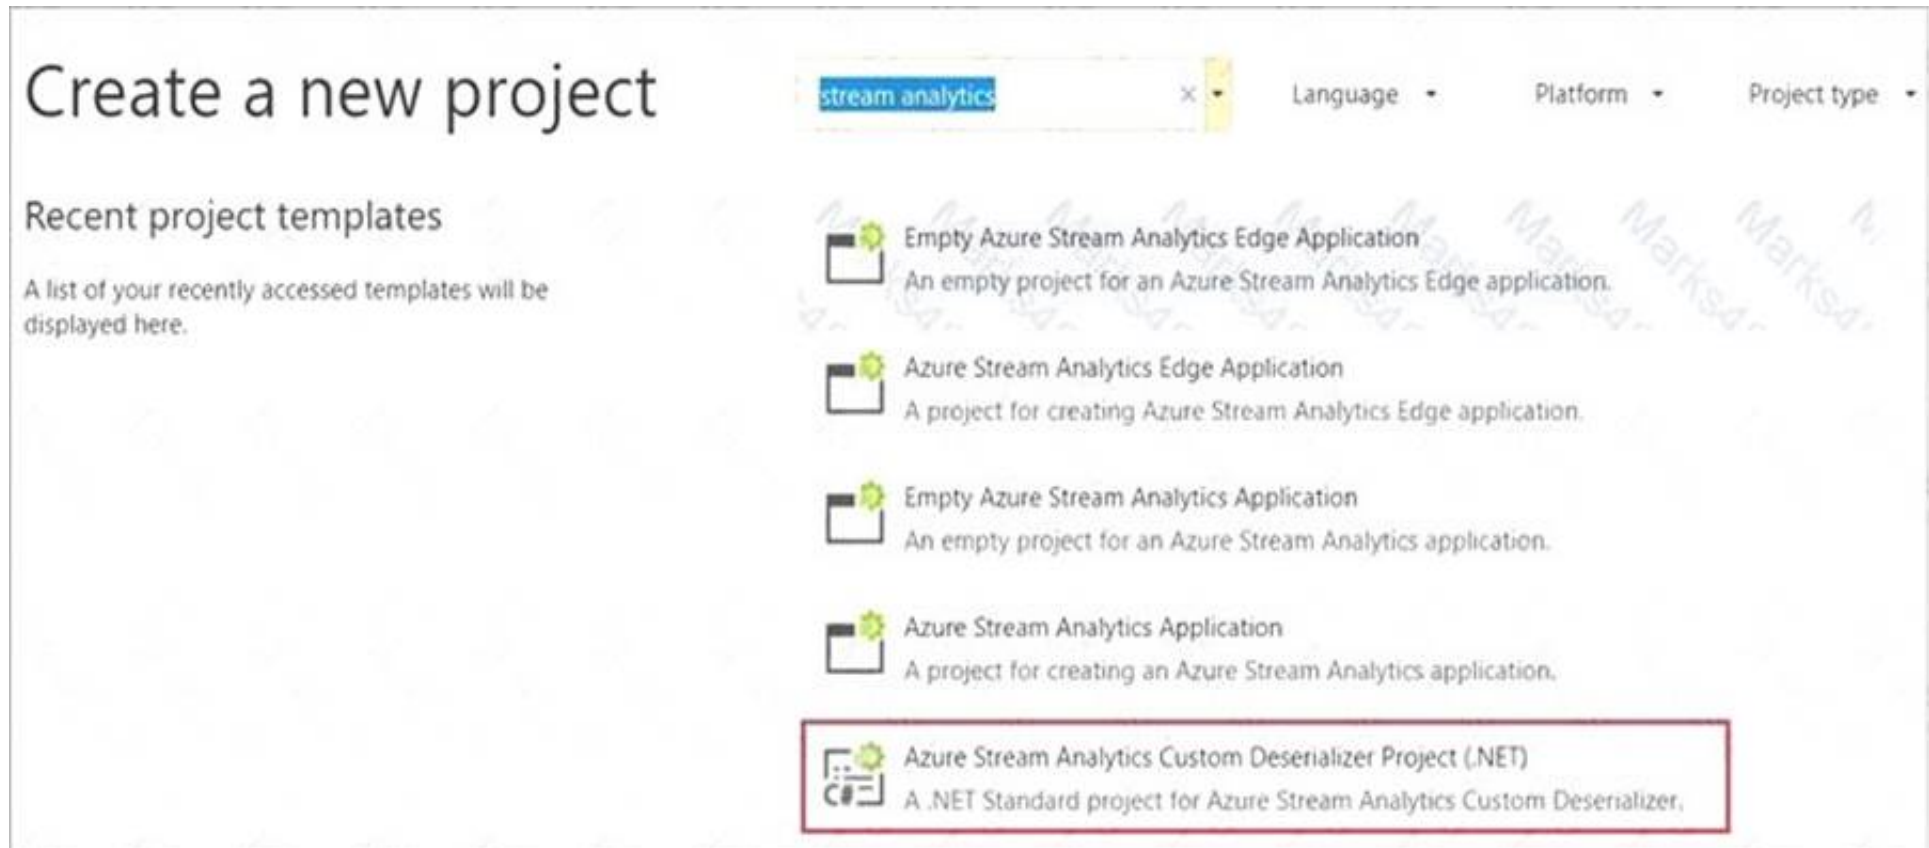 Create a new project
stream analytics
Language
Platform
Project type
Recent project templates
A list of your recently accessed templates will be
displayed here.
Empty Azure Stream Analytics Edge Application
An empty project for an Azure Stream Analytics Edge application.
Azure Stream Analytics Edge Application
A project for creating Azure Stream Analytics Edge application.
Empty Azure Stream Analytics Application
An empty project for an Azure Stream Analytics application.
Azure Stream Analytics Application
A project for creating an Azure Stream Analytics application.
C#
Azure Stream Analytics Custom Deserializer Project (.NET)
A .NET Standard project for Azure Stream Analytics Custom Deserializer.